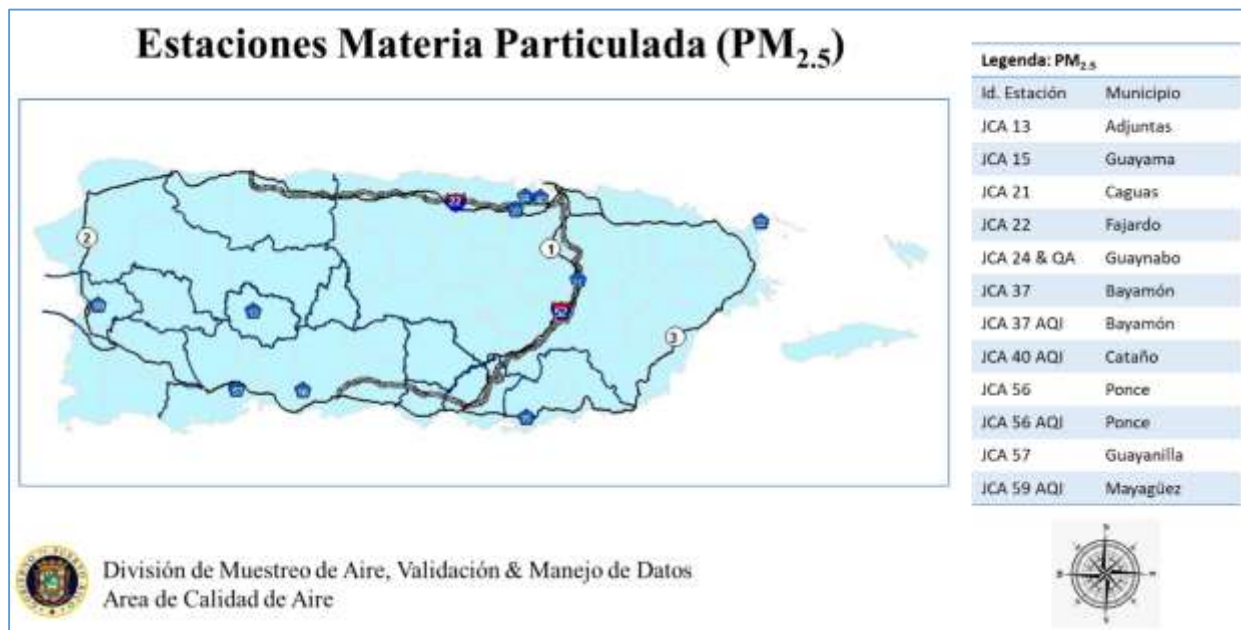 Estaciones Materia Particulada (PM2.5)
Legenda: PM2.5
Id. Estación Municipio
JCA 13 Adjuntas
JCA 15 Guayama
JCA 21 Caguas
JCA 22 Fajardo
JCA 24 & QA Guaynabo
JCA 37 Bayamón
JCA 37 AQI Bayamón
JCA 40 AQI Cataño
JCA 56 Ponce
JCA 56 AQI Ponce
JCA 57 Guayanilla
JCA 59 AQI Mayagüez
22
2
1
52
3
División de Muestreo de Aire, Validación & Manejo de Datos
Area de Calidad de Aire